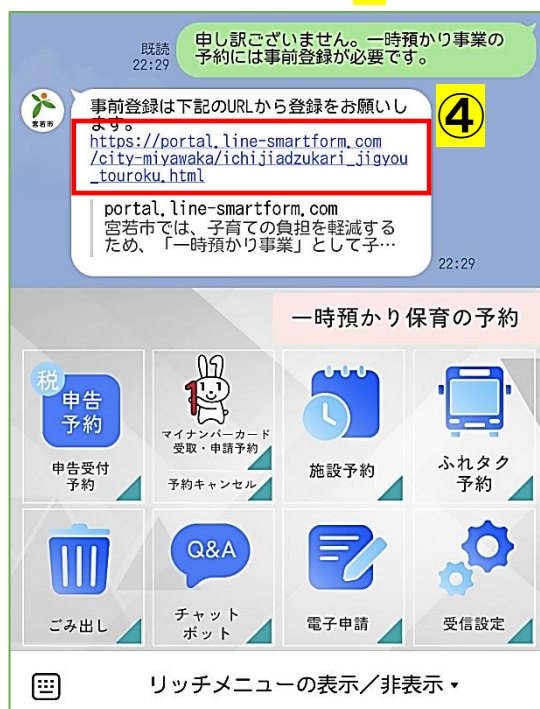 申し訳ございません。一時預かり事業の
予約には事前登録が必要です。
既読
22:29
宮若市
事前登録は下記のURLから登録をお願いし
ます。
https://portal.line-smartform.com
/city-miyawaka/ichijiadzukari_jigyou
_touroku.html
④
portal.line-smartform.com
宮若市では、子育ての負担を軽減する
ため、「一時預かり事業」として子…
22:29
一時預かり保育の予約
税
申告
予約
申告受付
予約
1
マイナンバーカード
受取・申請予約
予約キャンセル
施設予約
ふれタク
予約
ごみ出し
Q&A
チャット
ボット
電子申請
受信設定
リッチメニューの表示/非表示▾